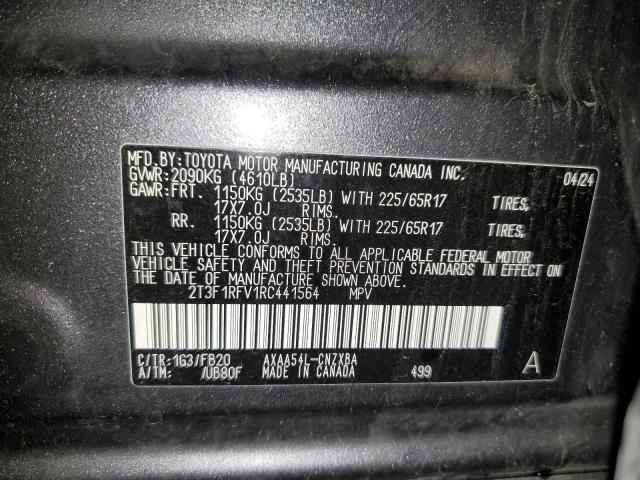 MFD. BY: TOYOTA MOTOR MANUFACTURING CANADA INC. 04/24
GVWR: 2090KG (4610LB)
GAWR: FRT. 1150KG (2535LB) WITH 225/65R17 TIRES,
17X7.0J RIMS.
RR. 1150KG (2535LB) WITH 225/65R17 TIRES,
17X7.0J RIMS.
THIS VEHICLE CONFORMS TO ALL APPLICABLE FEDERAL MOTOR
VEHICLE SAFETY AND THEFT PREVENTION STANDARDS IN EFFECT ON
THE DATE OF MANUFACTURE SHOWN ABOVE.
2T3F1RFV1RC441564 MPV
C/TR: 1G3/FB20 AXAA54L-CNZXBA A
A/TM: /UB80F MADE IN CANADA 499